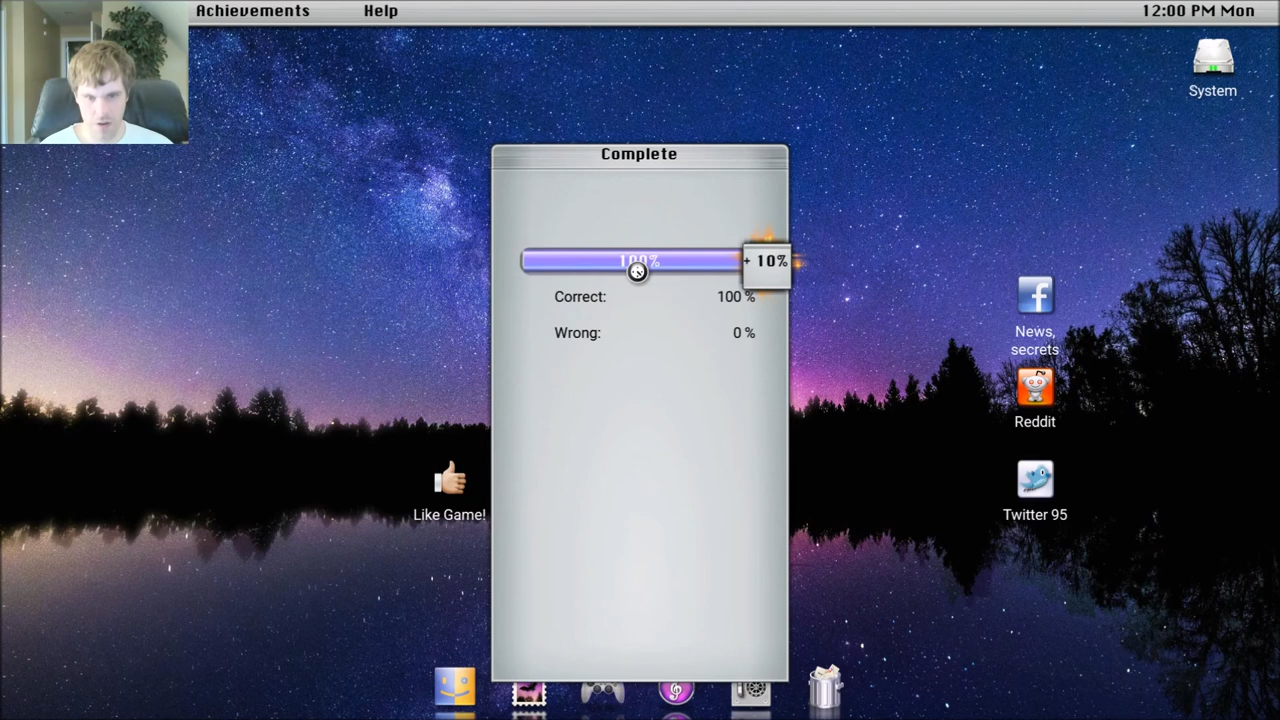 Achievements Help 12:00 PM Mon
System
Complete
100%
+ 10%
Correct: 100 %
Wrong: 0 %
News,
secrets
Reddit
Like Game!
Twitter 95